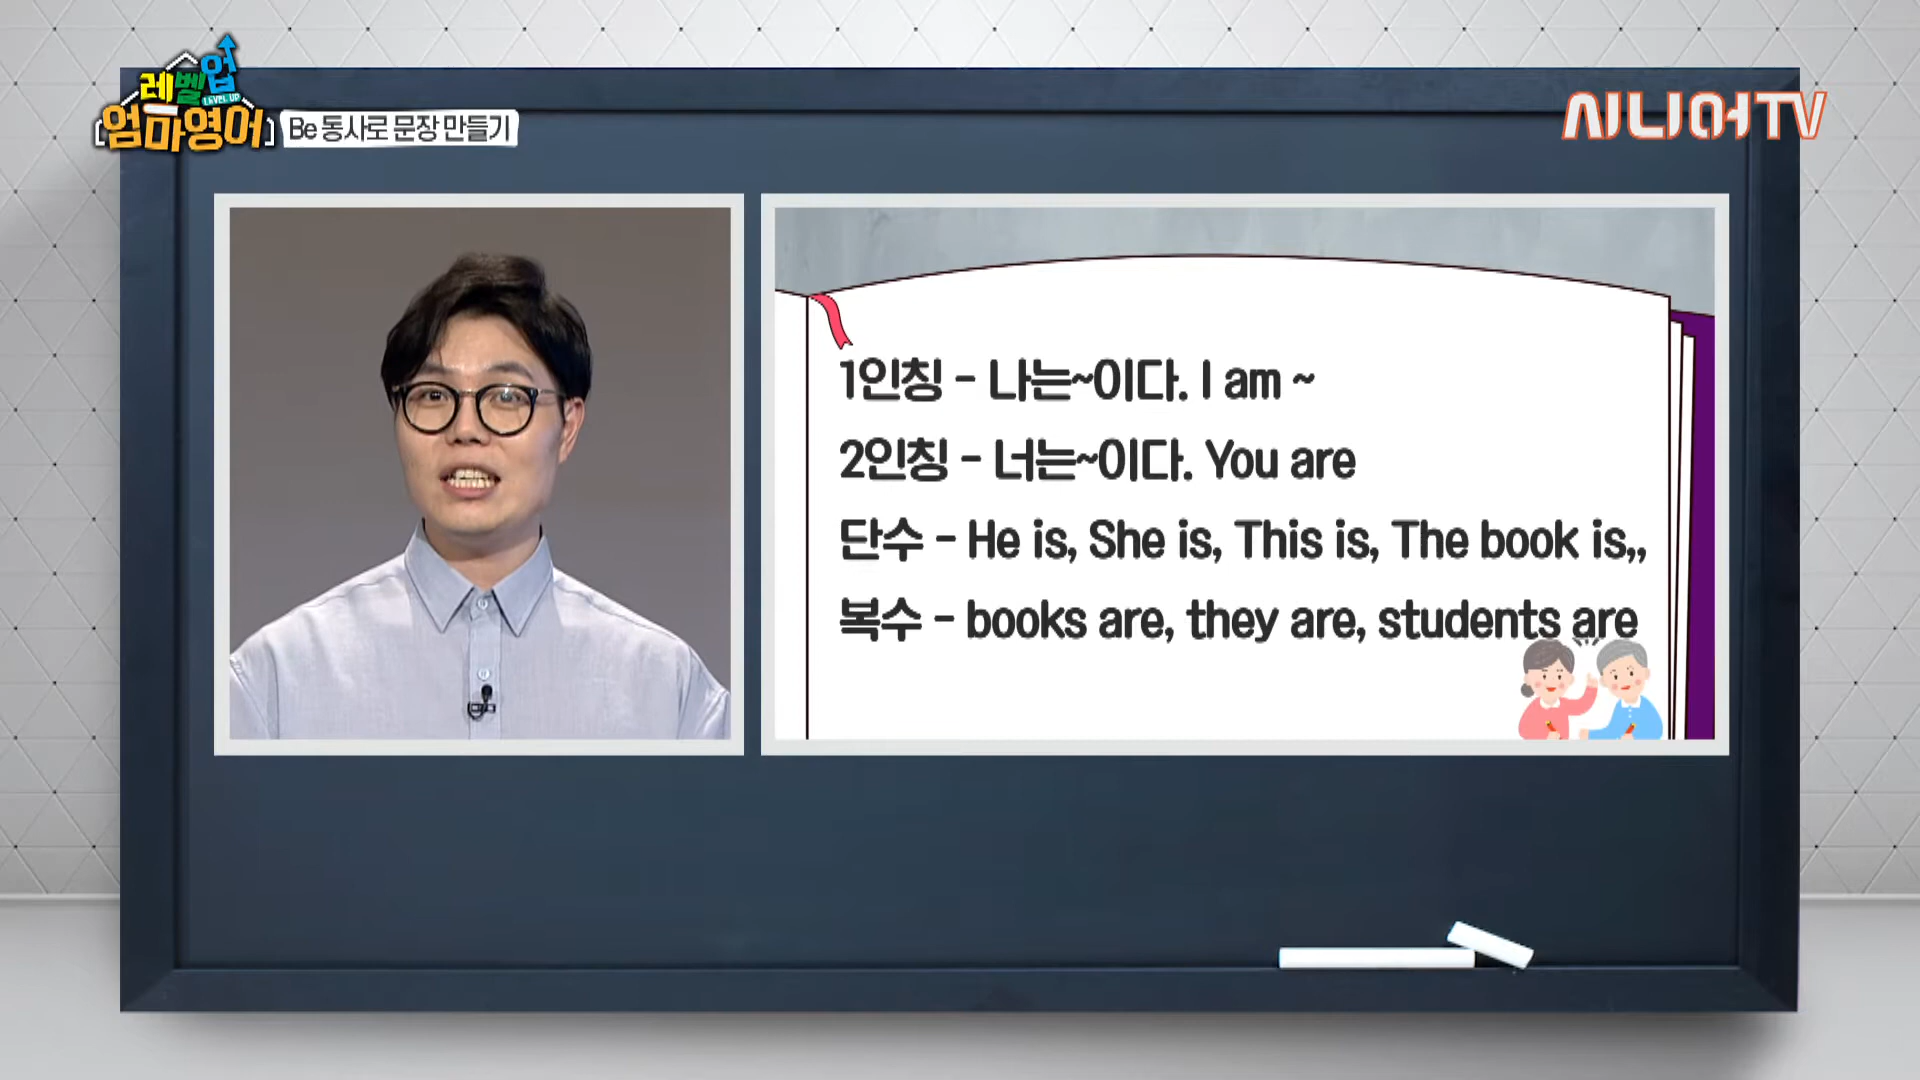 레벨업
LEVEL UP
엄마영어
Be 동사로 문장 만들기
시니어TV
1인칭 - 나는~이다. I am ~
2인칭 - 너는~이다. You are
단수 - He is, She is, This is, The book is,,
복수 - books are, they are, students are